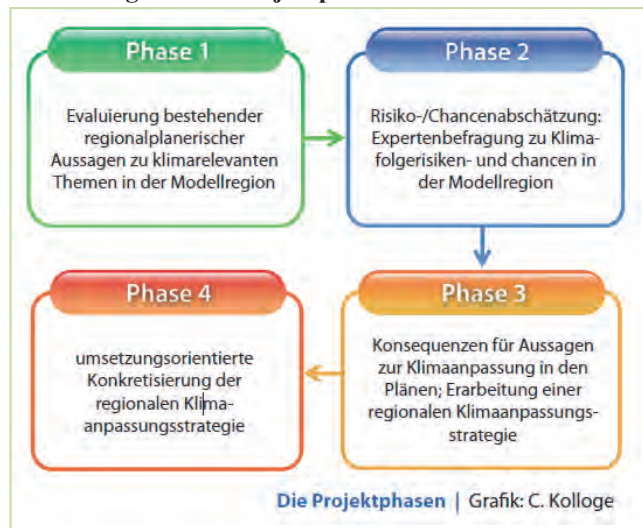 Phase 1
Evaluierung bestehender
regionalplanerischer
Aussagen zu klimarelevanten
Themen in der Modellregion
Phase 2
Risiko-/Chancenabschätzung:
Expertenbefragung zu Klima-
folgerisiken- und chancen in
der Modellregion
Phase 3
Konsequenzen für Aussagen
zur Klimaanpassung in den
Plänen; Erarbeitung einer
regionalen Klimaanpassungs-
strategie
Phase 4
umsetzungsorientierte
Konkretisierung der
regionalen Klima-
anpassungsstrategie
Die Projektphasen | Grafik: C. Kolloge